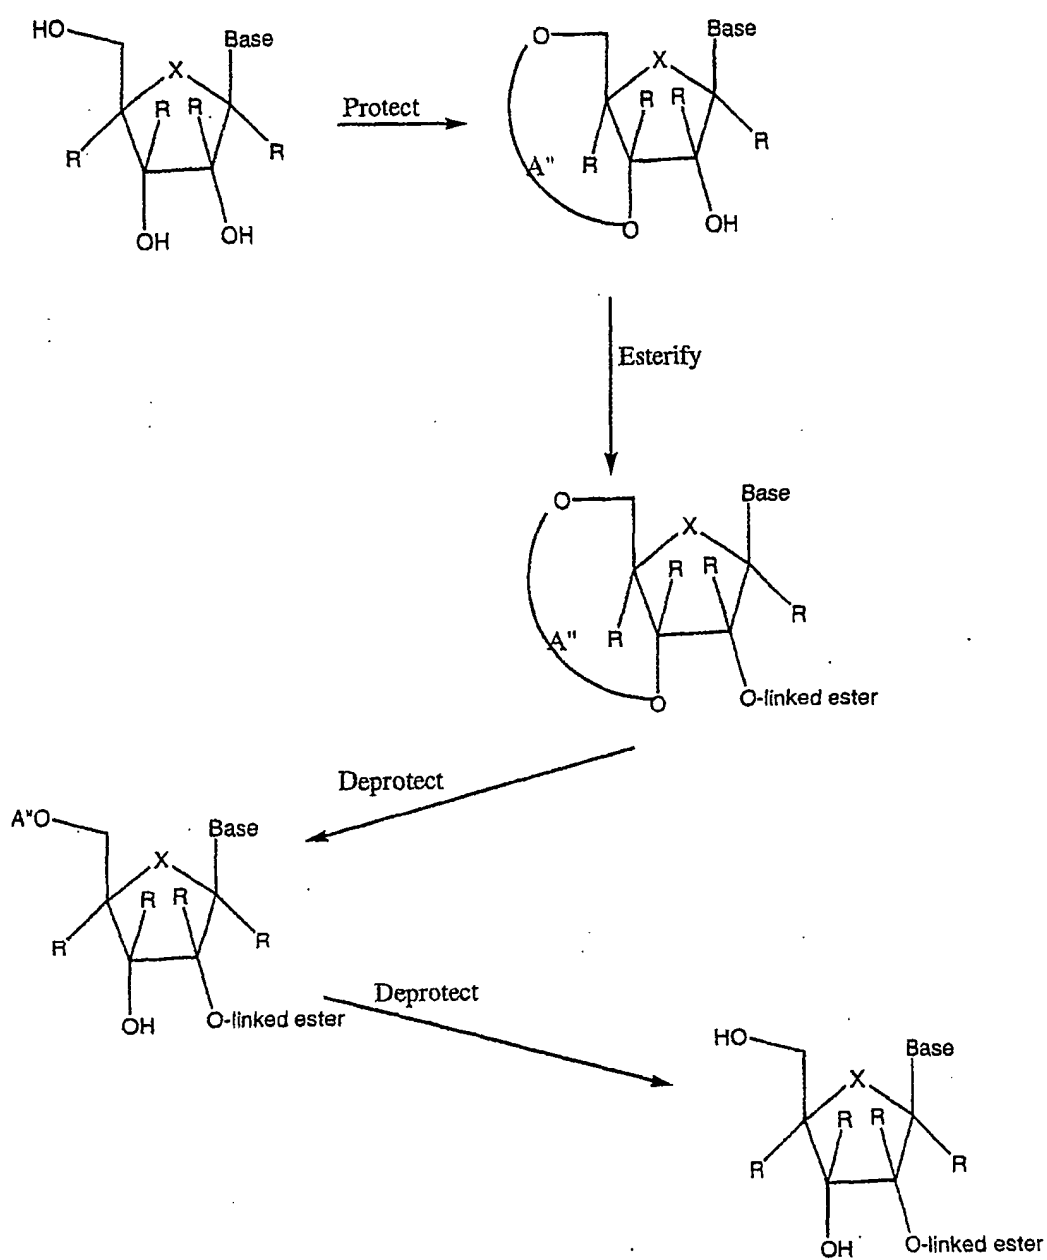 HO
Base
X
R R
R
R
OH
OH
Protect
O
Base
X
R R
R
A" R
OH
O
Esterify
O
Base
X
R R
R
A" R
O-linked ester
O
Deprotect
A"O
Base
X
R R
R
R
OH
O-linked ester
Deprotect
HO
Base
X
R R
R
R
OH
O-linked ester